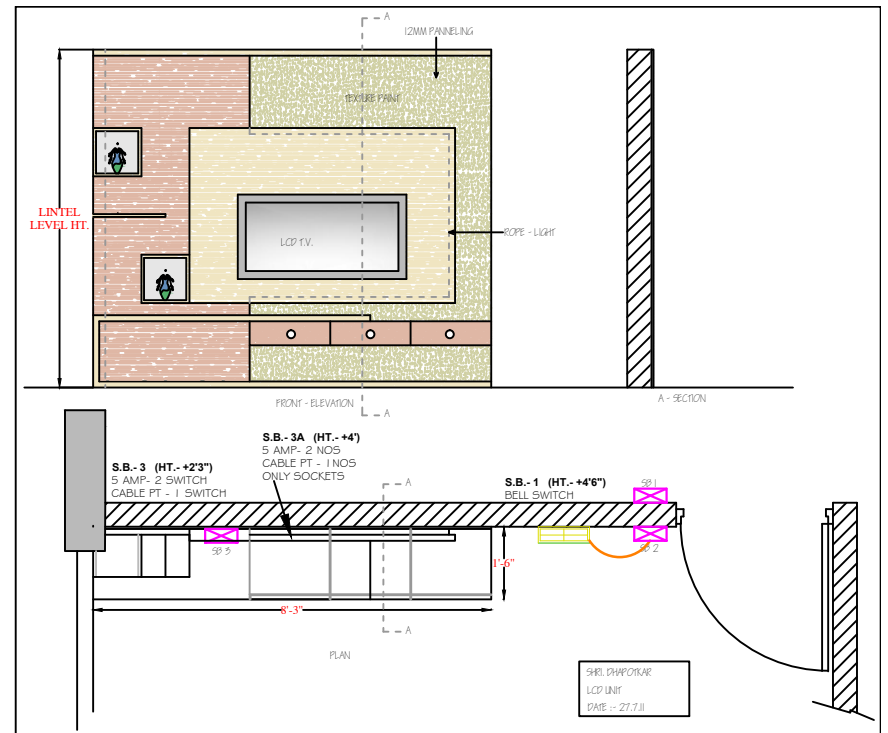 A
12MM PANNELING
TEXTURE PAINT
LINTEL
LEVEL HT.
ROPE - LIGHT
LCD T.V.
FRONT - ELEVATION
A
A - SECTION
S.B.- 3 (HT.- +2'3")
5 AMP- 2 SWITCH
CABLE PT - 1 SWITCH
S.B.- 3A (HT.- +4')
5 AMP- 2 NOS
CABLE PT - 1 NOS
ONLY SOCKETS
A
S.B.- 1 (HT.- +4'6")
BELL SWITCH
SB 1
SB 3
SB 2
1'-6"
8'-3"
A
PLAN
SHRI. DHAPOTKAR
LCD UNIT
DATE :- 27.7.11